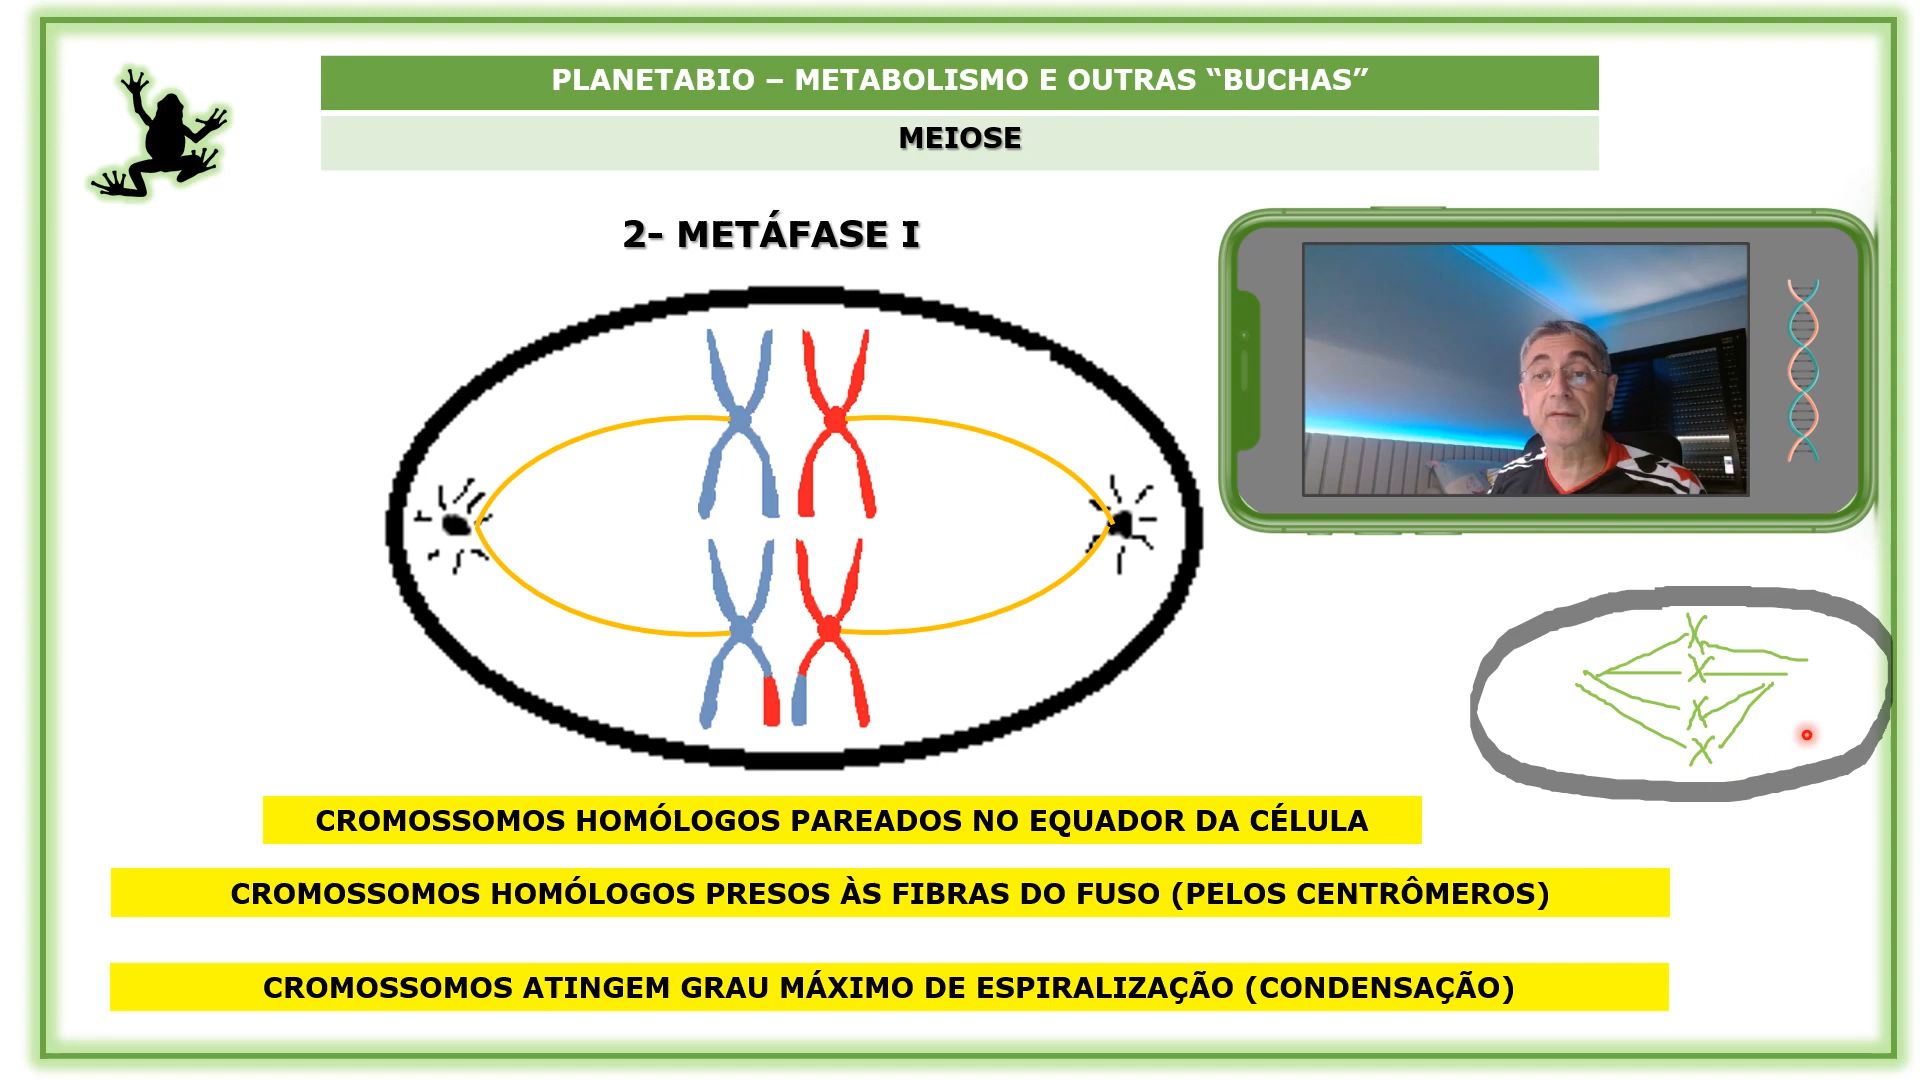 PLANETABIO – METABOLISMO E OUTRAS “BUCHAS”
MEIOSE
2- METÁFASE I
CROMOSSOMOS HOMÓLOGOS PAREADOS NO EQUADOR DA CÉLULA
CROMOSSOMOS HOMÓLOGOS PRESOS ÀS FIBRAS DO FUSO (PELOS CENTRÔMEROS)
CROMOSSOMOS ATINGEM GRAU MÁXIMO DE ESPIRALIZAÇÃO (CONDENSAÇÃO)